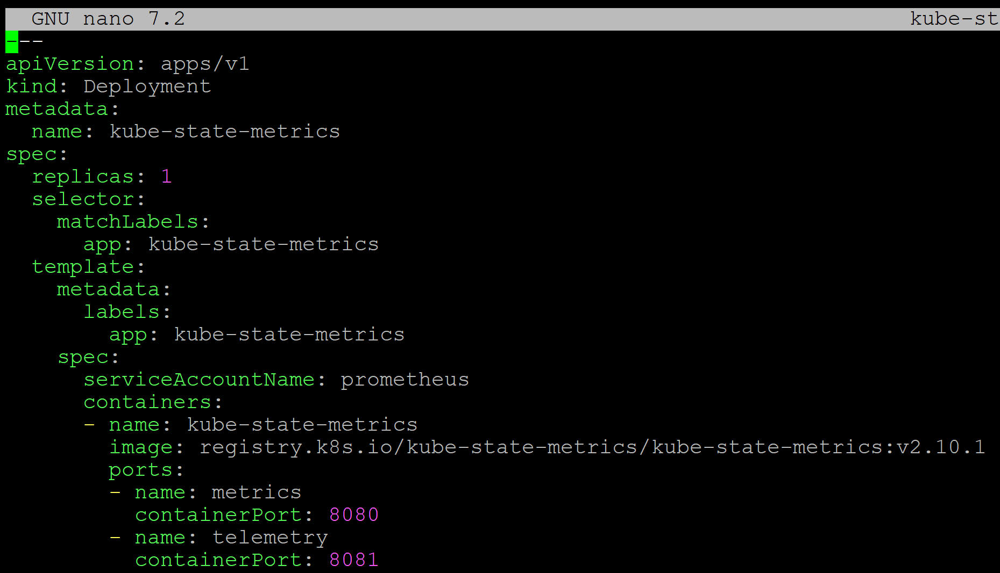 GNU nano 7.2 kube-st
---
apiVersion: apps/v1
kind: Deployment
metadata:
  name: kube-state-metrics
spec:
  replicas: 1
  selector:
    matchLabels:
      app: kube-state-metrics
  template:
    metadata:
      labels:
        app: kube-state-metrics
    spec:
      serviceAccountName: prometheus
      containers:
      - name: kube-state-metrics
        image: registry.k8s.io/kube-state-metrics/kube-state-metrics:v2.10.1
        ports:
        - name: metrics
          containerPort: 8080
        - name: telemetry
          containerPort: 8081